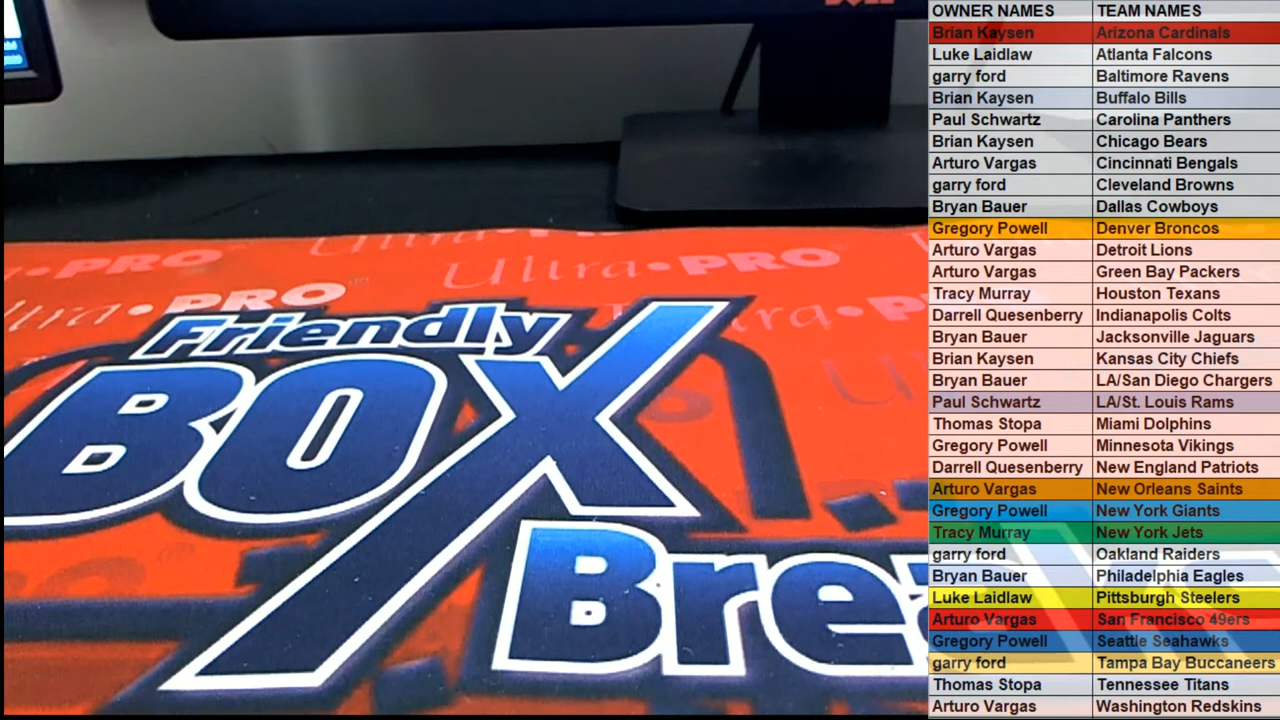 DELL
Ultra•PRO
Ultra•PRO
Ultra•PRO
Friendly
BOX
Bre
OWNER NAMES TEAM NAMES
Brian Kaysen Arizona Cardinals
Luke Laidlaw Atlanta Falcons
garry ford Baltimore Ravens
Brian Kaysen Buffalo Bills
Paul Schwartz Carolina Panthers
Brian Kaysen Chicago Bears
Arturo Vargas Cincinnati Bengals
garry ford Cleveland Browns
Bryan Bauer Dallas Cowboys
Gregory Powell Denver Broncos
Arturo Vargas Detroit Lions
Arturo Vargas Green Bay Packers
Tracy Murray Houston Texans
Darrell Quesenberry Indianapolis Colts
Bryan Bauer Jacksonville Jaguars
Brian Kaysen Kansas City Chiefs
Bryan Bauer LA/San Diego Chargers
Paul Schwartz LA/St. Louis Rams
Thomas Stopa Miami Dolphins
Gregory Powell Minnesota Vikings
Darrell Quesenberry New England Patriots
Arturo Vargas New Orleans Saints
Gregory Powell New York Giants
Tracy Murray New York Jets
garry ford Oakland Raiders
Bryan Bauer Philadelphia Eagles
Luke Laidlaw Pittsburgh Steelers
Arturo Vargas San Francisco 49ers
Gregory Powell Seattle Seahawks
garry ford Tampa Bay Buccaneers
Thomas Stopa Tennessee Titans
Arturo Vargas Washington Redskins